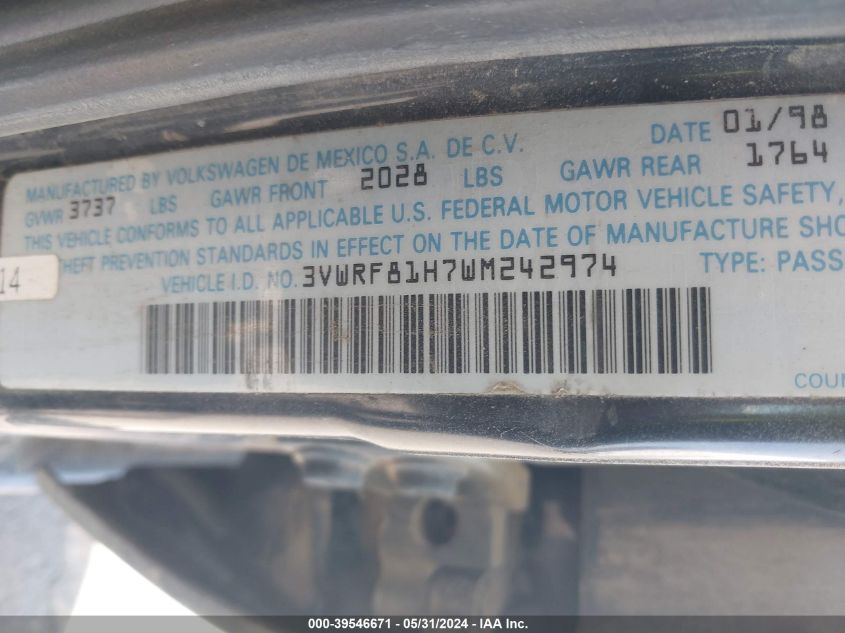 MANUFACTURED BY VOLKSWAGEN DE MEXICO S.A. DE C.V. DATE 01/98
GVWR 3737 LBS GAWR FRONT 2028 LBS GAWR REAR 1764
THIS VEHICLE CONFORMS TO ALL APPLICABLE U.S. FEDERAL MOTOR VEHICLE SAFETY,
HEFT PREVENTION STANDARDS IN EFFECT ON THE DATE OF MANUFACTURE SHO
14
VEHICLE I.D. NO. 3VWRF81H7WM242974 TYPE: PASS
COUN
000-39546671 / 05/31/2024 — IAA Inc.